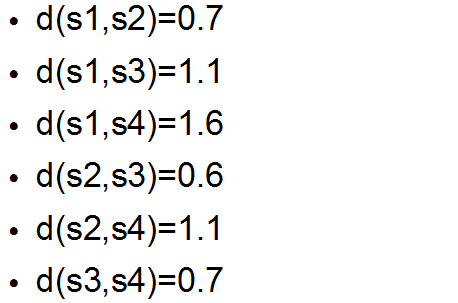 • d(s1,s2)=0.7
• d(s1,s3)=1.1
• d(s1,s4)=1.6
• d(s2,s3)=0.6
• d(s2,s4)=1.1
• d(s3,s4)=0.7